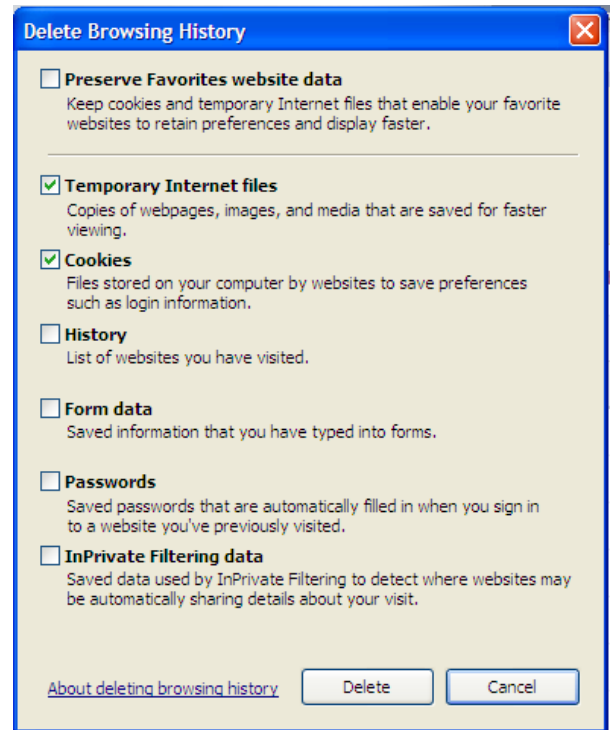 Delete Browsing History
Preserve Favorites website data
Keep cookies and temporary Internet files that enable your favorite
websites to retain preferences and display faster.
Temporary Internet files
Copies of webpages, images, and media that are saved for faster
viewing.
Cookies
Files stored on your computer by websites to save preferences
such as login information.
History
List of websites you have visited.
Form data
Saved information that you have typed into forms.
Passwords
Saved passwords that are automatically filled in when you sign in
to a website you've previously visited.
InPrivate Filtering data
Saved data used by InPrivate Filtering to detect where websites may
be automatically sharing details about your visit.
About deleting browsing history Delete Cancel